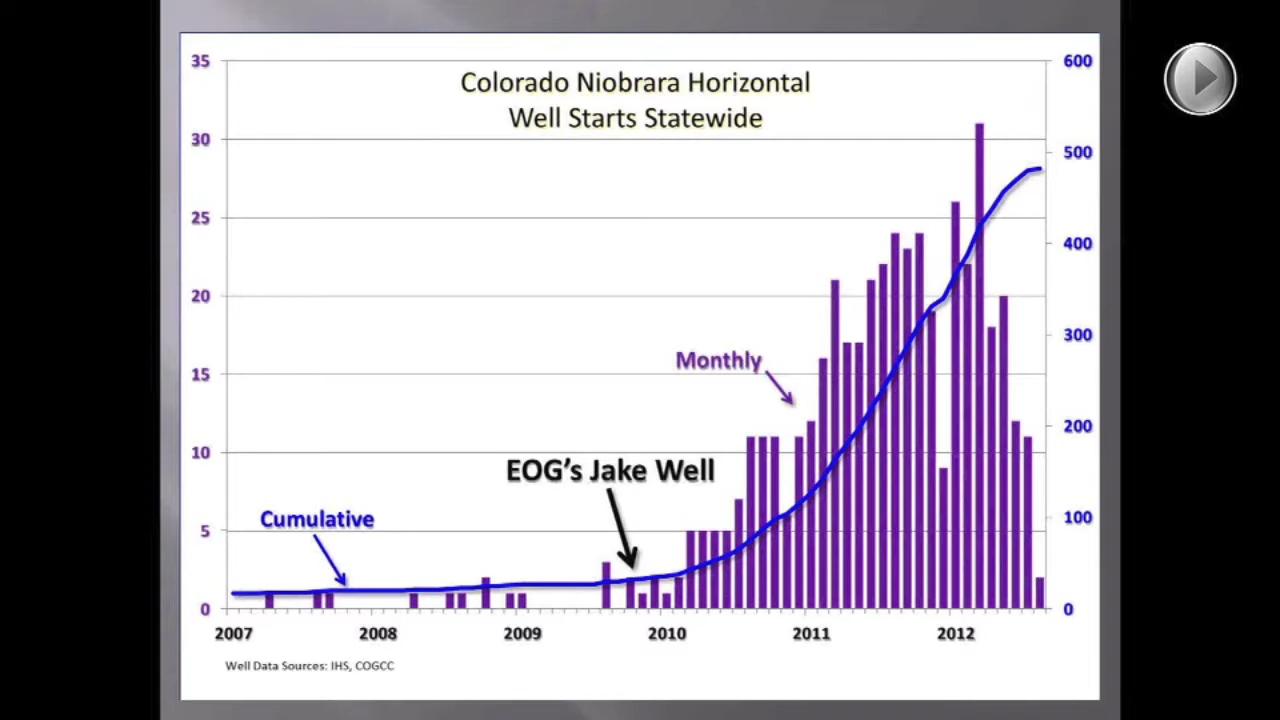 Colorado Niobrara Horizontal
Well Starts Statewide
35
30
25
20
15
10
5
0
600
500
400
300
200
100
0
Monthly
EOG's Jake Well
Cumulative
2007 2008 2009 2010 2011 2012
Well Data Sources: IHS, COGCC